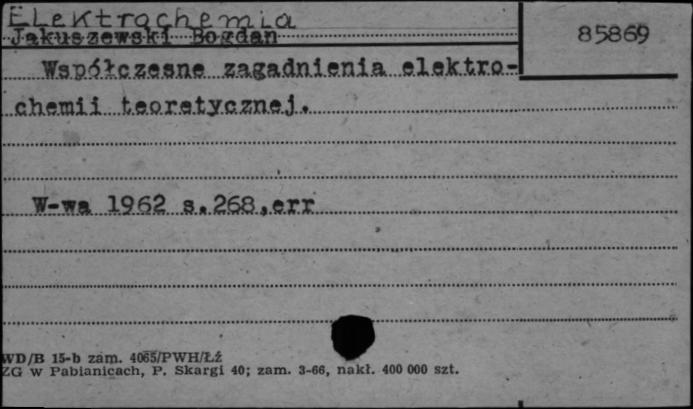 Elektrochemia
85869
Jakuszewski Bogdan
Współczesne zagadnienia elektro-
chemii teoretycznej.
W-wa 1962 s.268,err
WD/B 15-b zam. 4065/PWH/Łź
ZG w Pabianicach, P. Skargi 40; zam. 3-66, nakł. 400 000 szt.